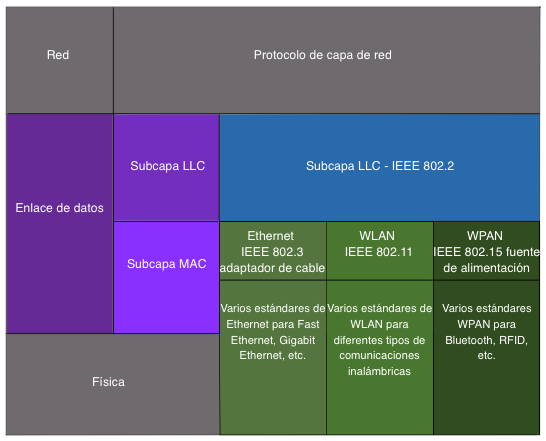 Red
Protocolo de capa de red
Enlace de datos
Subcapa LLC
Subcapa LLC - IEEE 802.2
Subcapa MAC
Ethernet
IEEE 802.3
adaptador de cable
WLAN
IEEE 802.11
WPAN
IEEE 802.15 fuente
de alimentación
Varios estándares de
Ethernet para Fast
Ethernet, Gigabit
Ethernet, etc.
Varios estándares de
WLAN para
diferentes tipos de
comunicaciones
inalámbricas
Varios estándares
WPAN para
Bluetooth, RFID,
etc.
Física